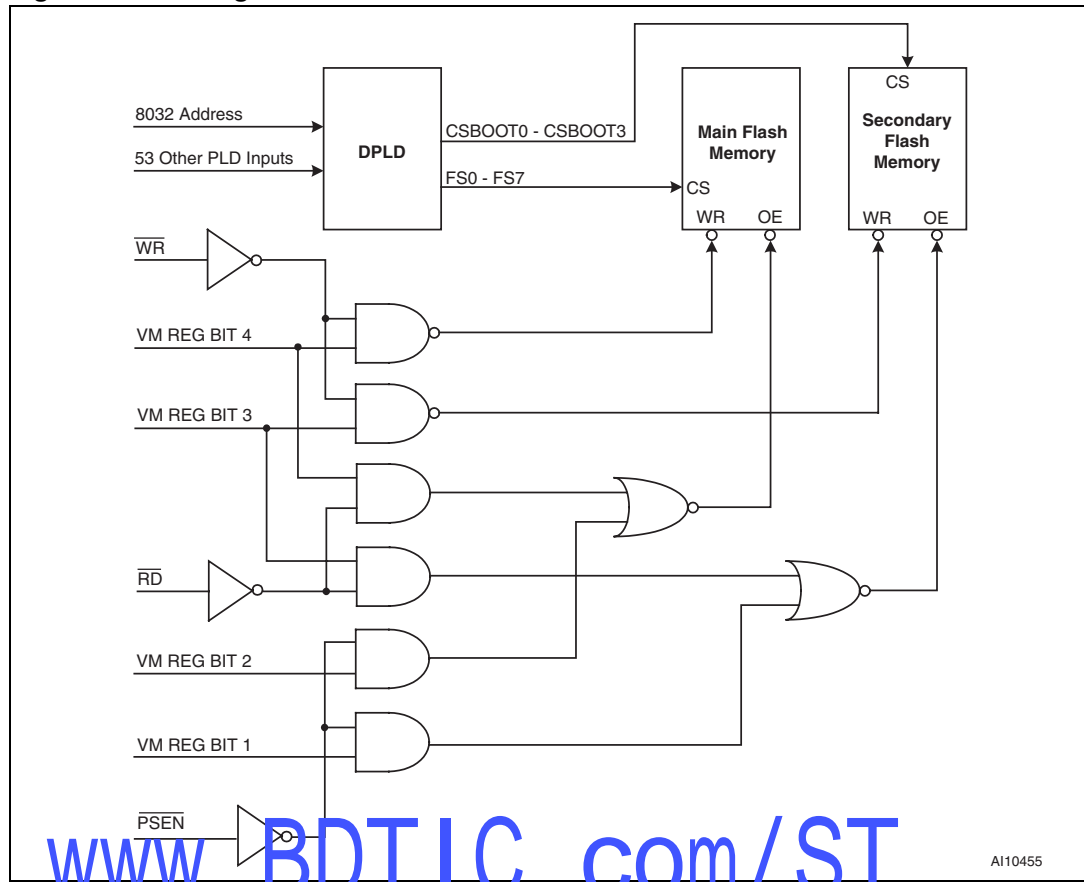 8032 Address
53 Other PLD Inputs
DPLD
CSBOOT0 - CSBOOT3
FS0 - FS7
Main Flash
Memory
CS
WR OE
CS
Secondary
Flash
Memory
WR OE
WR
VM REG BIT 4
VM REG BIT 3
RD
VM REG BIT 2
VM REG BIT 1
PSEN
www BDTIC com/ST
AI10455